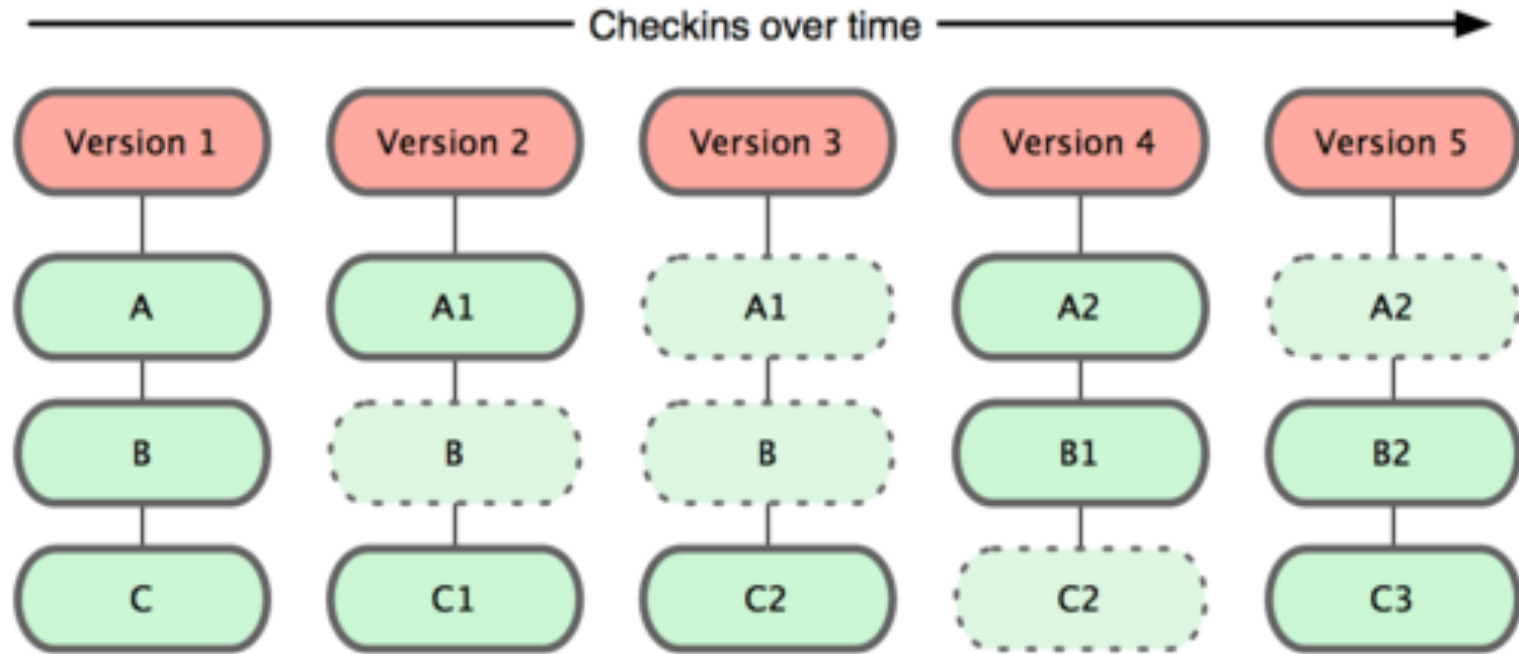 Checkins over time
Version 1 Version 2 Version 3 Version 4 Version 5
A A1 A1 A2 A2
B B B B1 B2
C C1 C2 C2 C3